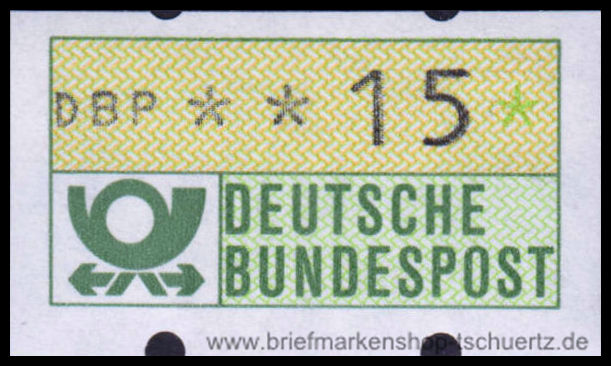 DBP * * 15 *
DEUTSCHE
BUNDESPOST
www.briefmarkenshop-tschuertz.de